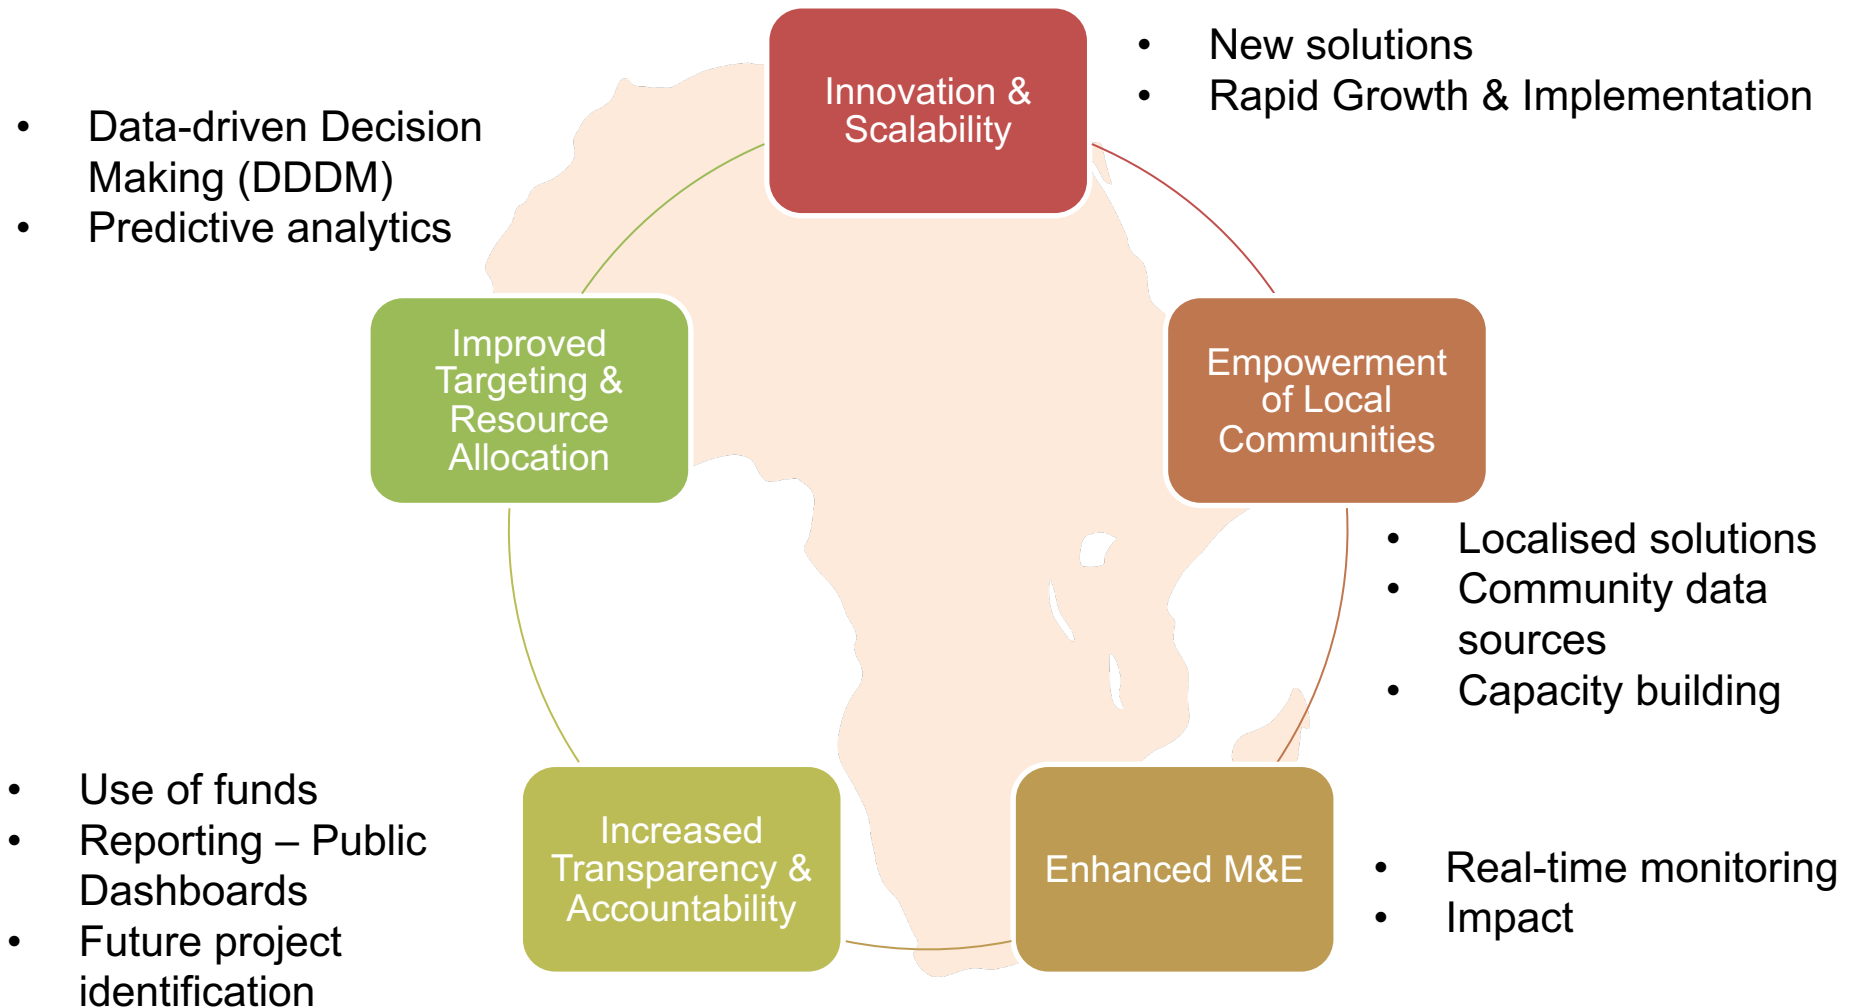 Innovation &
Scalability
• New solutions
• Rapid Growth & Implementation
Empowerment
of Local
Communities
• Localised solutions
• Community data
sources
• Capacity building
Enhanced M&E
• Real-time monitoring
• Impact
Increased
Transparency &
Accountability
• Use of funds
• Reporting – Public
Dashboards
• Future project
identification
Improved
Targeting &
Resource
Allocation
• Data-driven Decision
Making (DDDM)
• Predictive analytics